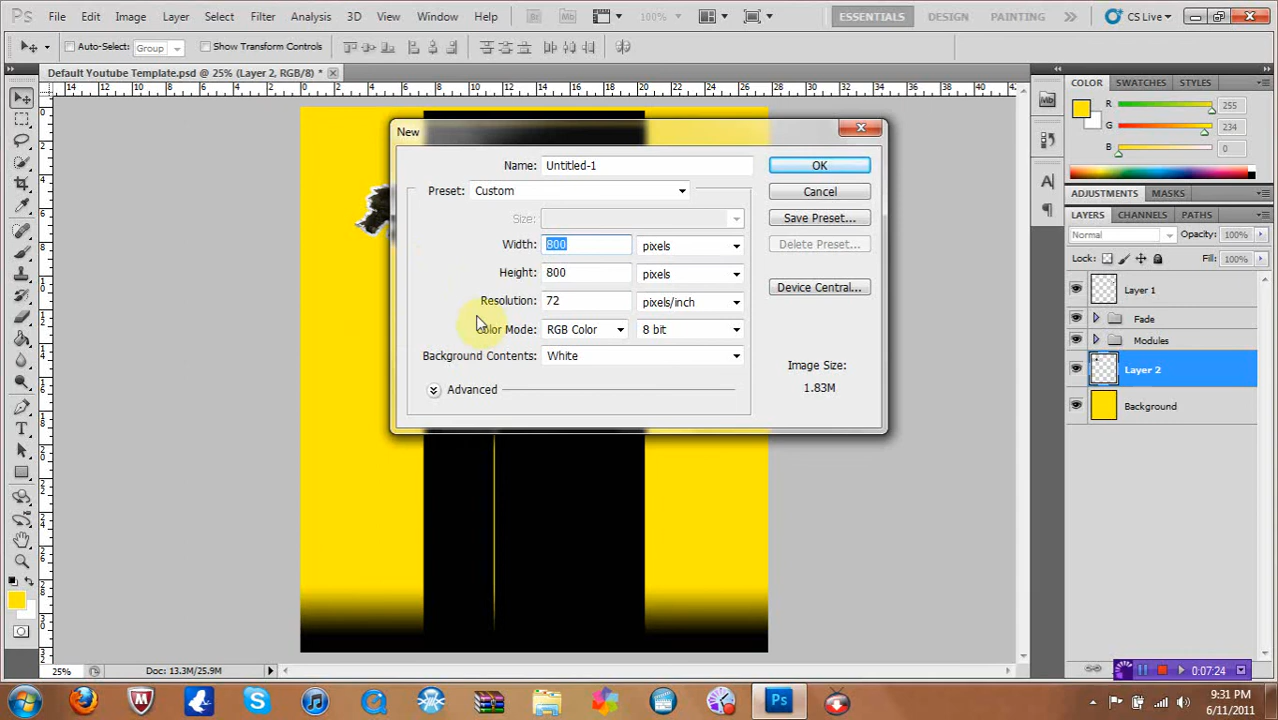 Ps File Edit Image Layer Select Filter Analysis 3D View Window Help Br Mb 100% ESSENTIALS DESIGN PAINTING CS Live
Auto-Select: Group Show Transform Controls
Default Youtube Template.psd @ 25% (Layer 2, RGB/8) *
COLOR SWATCHES STYLES
R 255
G 234
B 0
ADJUSTMENTS MASKS
LAYERS CHANNELS PATHS
Normal Opacity: 100%
Lock: Fill: 100%
Layer 1
Fade
Modules
Layer 2
Background
New
Name: Untitled-1 OK
Preset: Custom Cancel
Size: Save Preset...
Width: 800 pixels Delete Preset...
Height: 800 pixels
Device Central...
Resolution: 72 pixels/inch
Color Mode: RGB Color 8 bit
Background Contents: White
Image Size:
1.83M
Advanced
25% Doc: 13.3M/25.9M
0:07:24
9:31 PM
6/11/2011